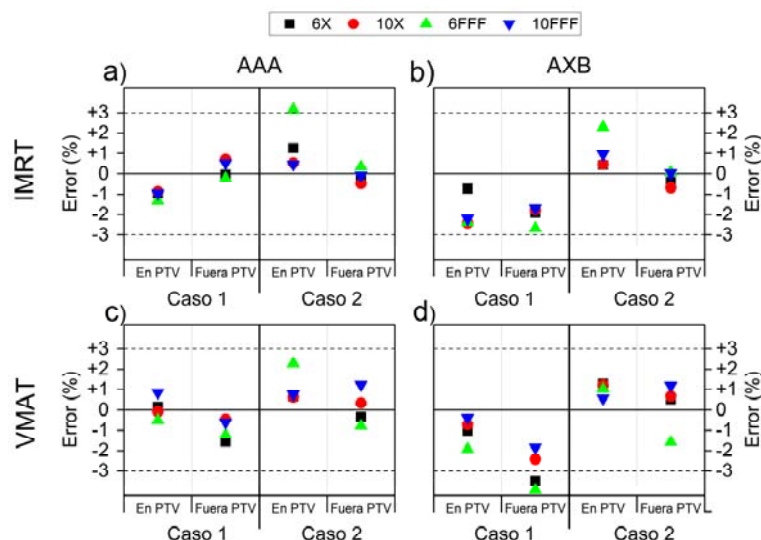 6X 10X 6FFF 10FFF
AAA AXB
a) b)
IMRT
Error (%)
+3
+2
+1
0
-1
-2
-3
+3
+2
+1
0
-1
-2
-3
Error (%)
En PTV Fuera PTV En PTV Fuera PTV
Caso 1 Caso 2
En PTV Fuera PTV En PTV Fuera PTV
Caso 1 Caso 2
c) d)
VMAT
Error (%)
+3
+2
+1
0
-1
-2
-3
+3
+2
+1
0
-1
-2
-3
Error (%)
En PTV Fuera PTV En PTV Fuera PTV
Caso 1 Caso 2
En PTV Fuera PTV En PTV Fuera PTV
Caso 1 Caso 2